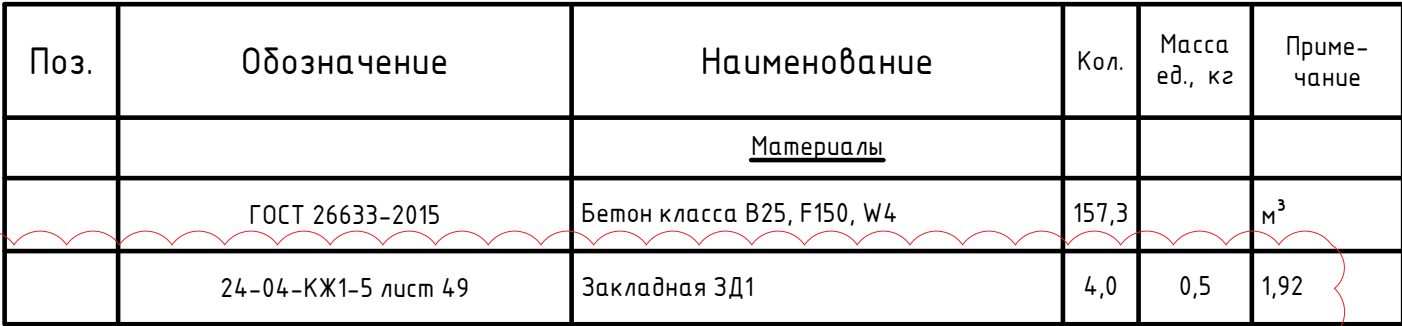 Поз. Обозначение Наименование Кол. Масса ед., кг Приме-чание
Материалы
ГОСТ 26633-2015 Бетон класса В25, F150, W4 157,3 м³
24-04-КЖ1-5 лист 49 Закладная ЗД1 4,0 0,5 1,92